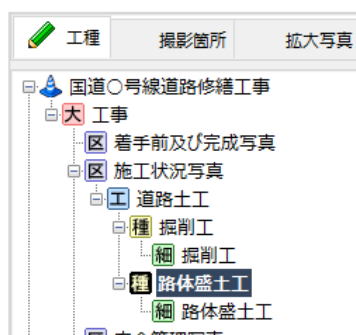 工種 撮影箇所 拡大写真
国道○号線道路修繕工事
大 工事
区 着手前及び完成写真
区 施工状況写真
工 道路土工
種 掘削工
細 掘削工
種 路体盛土工
細 路体盛土工